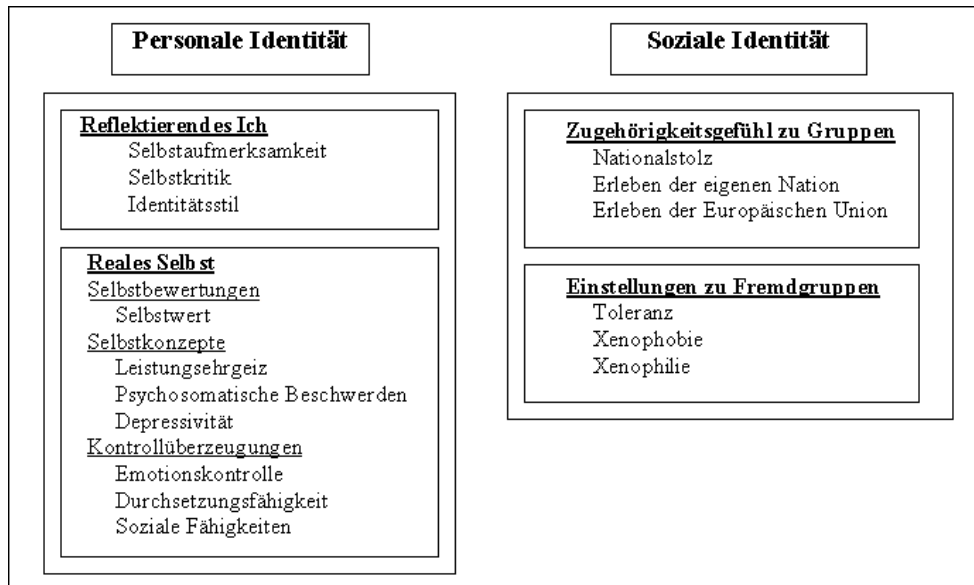 Personale Identität
Reflektierendes Ich
Selbstaufmerksamkeit
Selbstkritik
Identitätsstil
Reales Selbst
Selbstbewertungen
Selbstwert
Selbstkonzepte
Leistungsehrgeiz
Psychosomatische Beschwerden
Depressivität
Kontrollüberzeugungen
Emotionskontrolle
Durchsetzungsfähigkeit
Soziale Fähigkeiten
Soziale Identität
Zugehörigkeitsgefühl zu Gruppen
Nationalstolz
Erleben der eigenen Nation
Erleben der Europäischen Union
Einstellungen zu Fremdgruppen
Toleranz
Xenophobie
Xenophilie